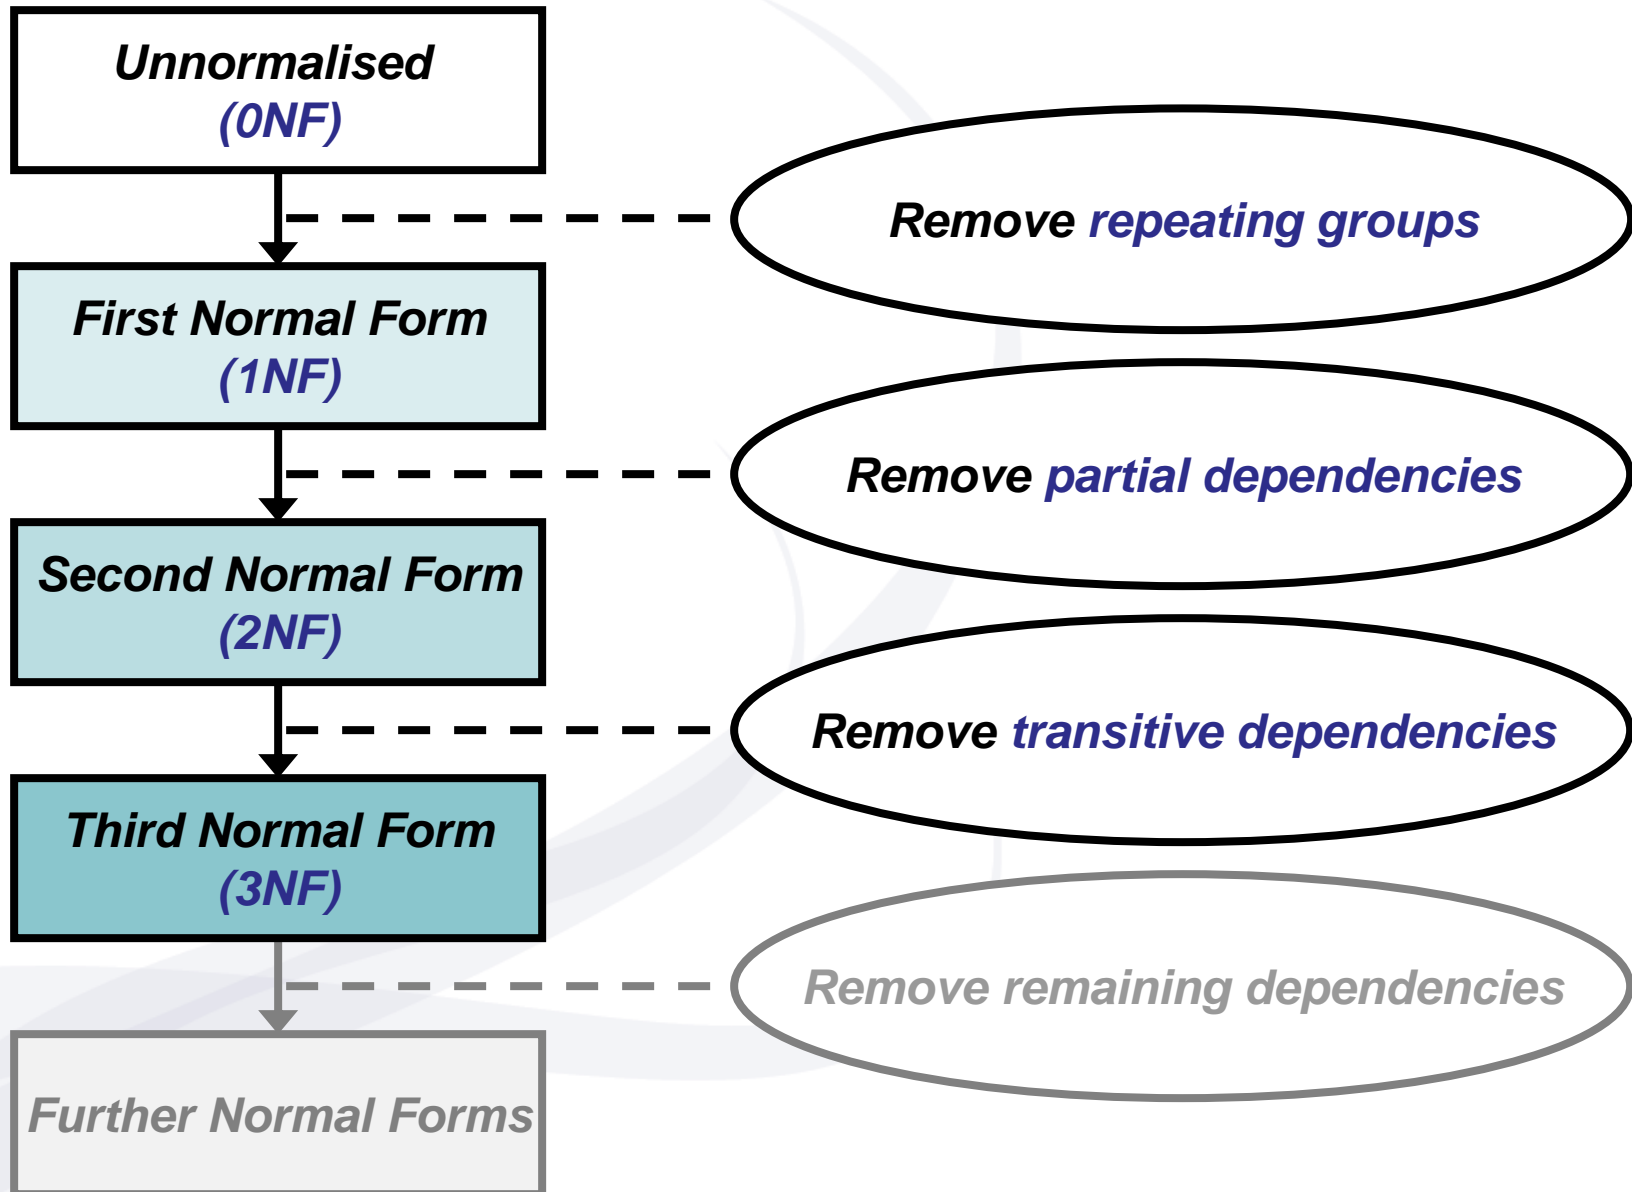 Unnormalised
(0NF)
Remove repeating groups
First Normal Form
(1NF)
Remove partial dependencies
Second Normal Form
(2NF)
Remove transitive dependencies
Third Normal Form
(3NF)
Remove remaining dependencies
Further Normal Forms